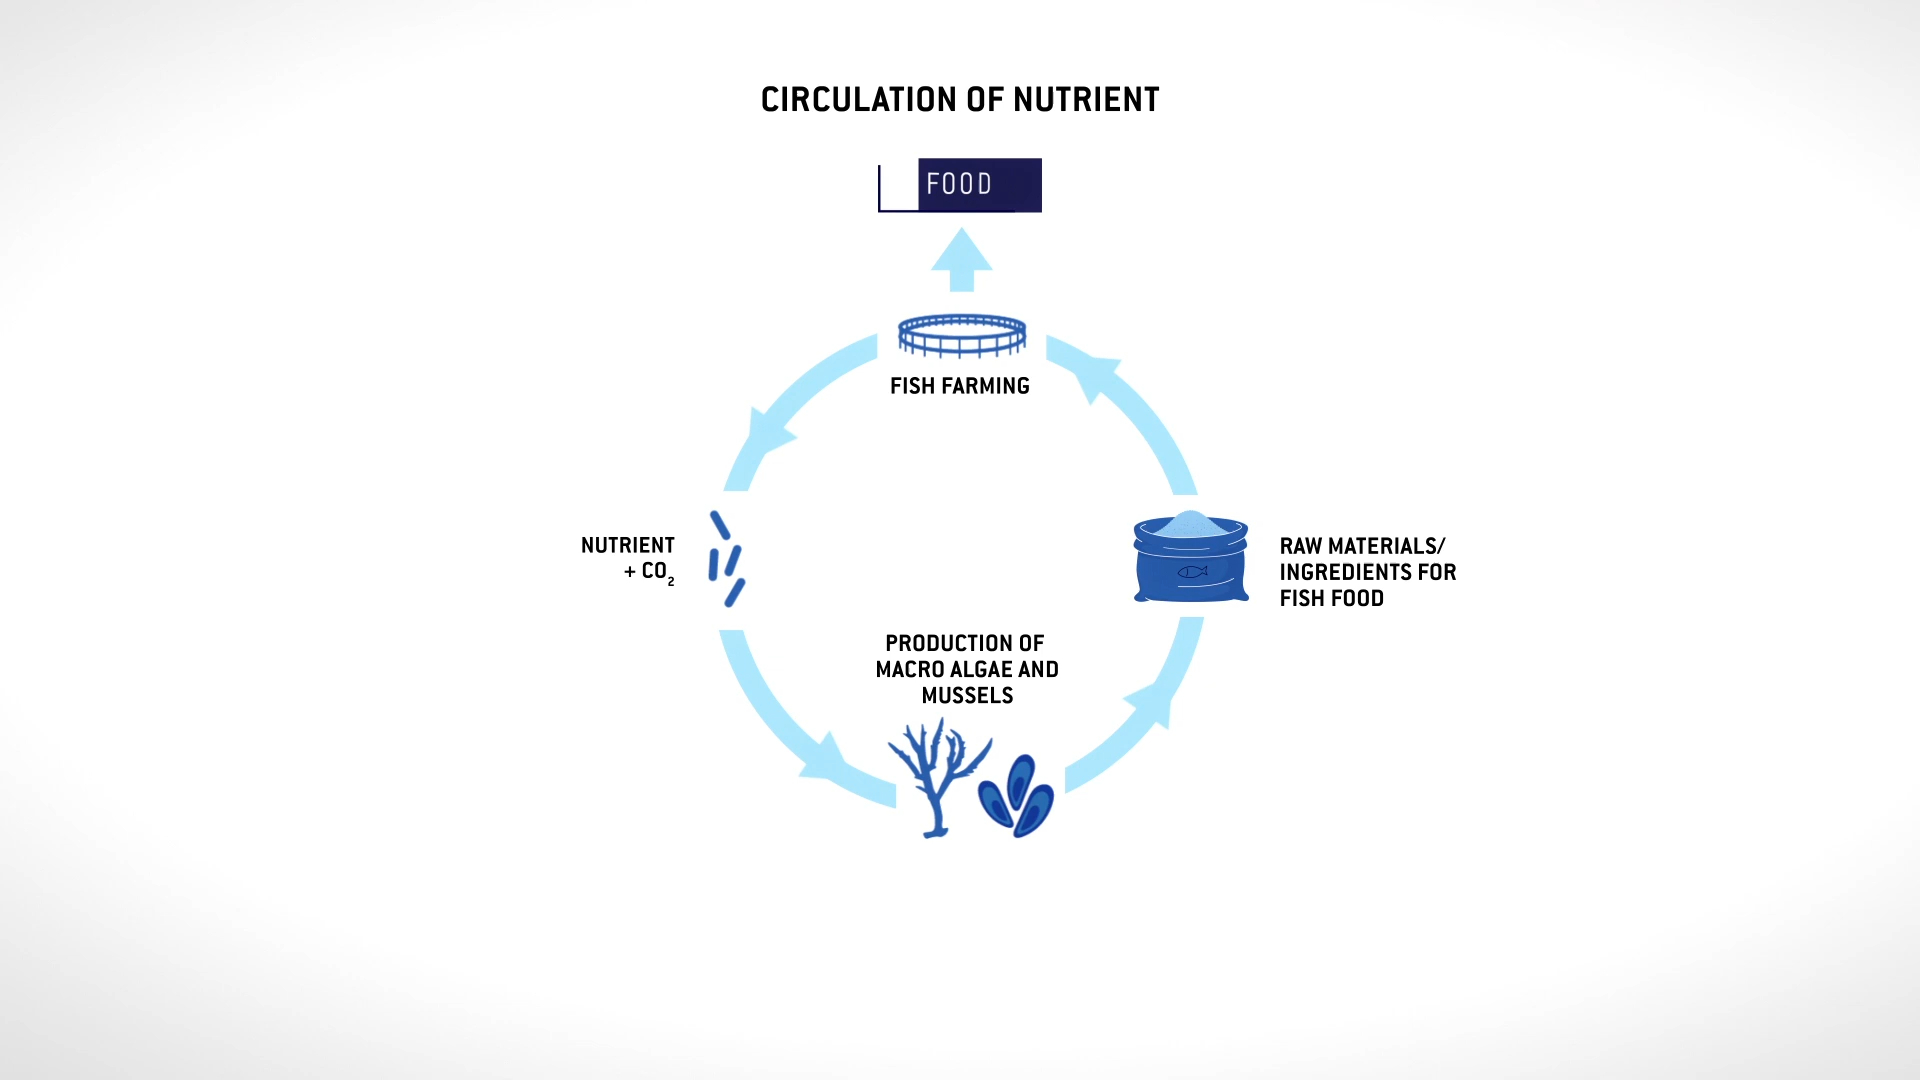 CIRCULATION OF NUTRIENT
FOOD
FISH FARMING
NUTRIENT
+ CO₂
RAW MATERIALS/
INGREDIENTS FOR
FISH FOOD
PRODUCTION OF
MACRO ALGAE AND
MUSSELS